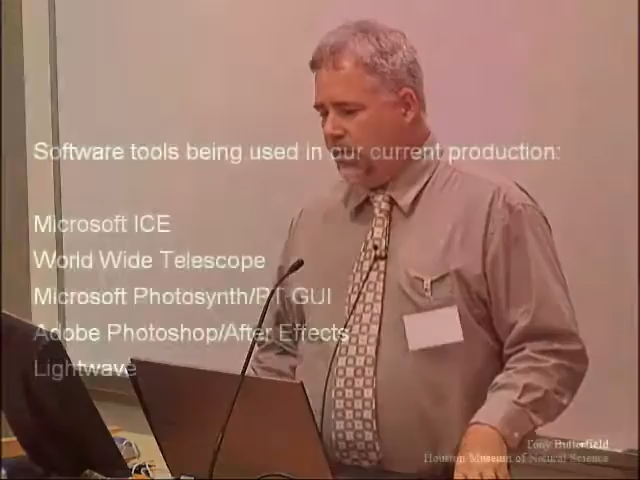 Software tools being used in our current production:
Microsoft ICE
World Wide Telescope
Microsoft Photosynth/PT GUI
Adobe Photoshop/After Effects
Lightwave
Tony Butterfield
Houston Museum of Natural Science